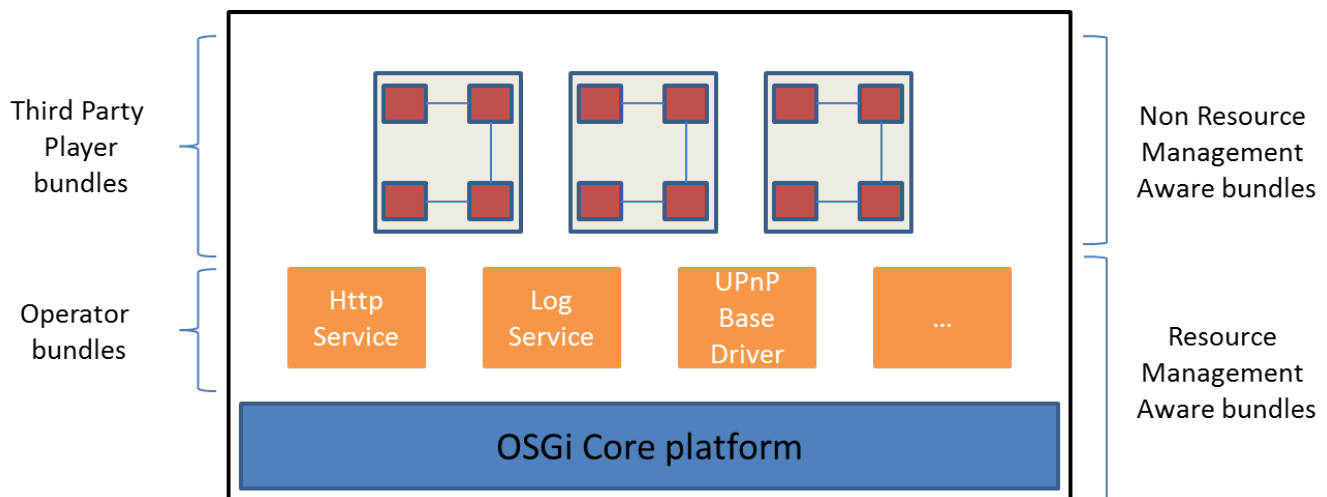 Third Party
Player
bundles
Non Resource
Management
Aware bundles
Http
Service
Log
Service
UPnP
Base
Driver
...
Operator
bundles
Resource
Management
Aware bundles
OSGi Core platform